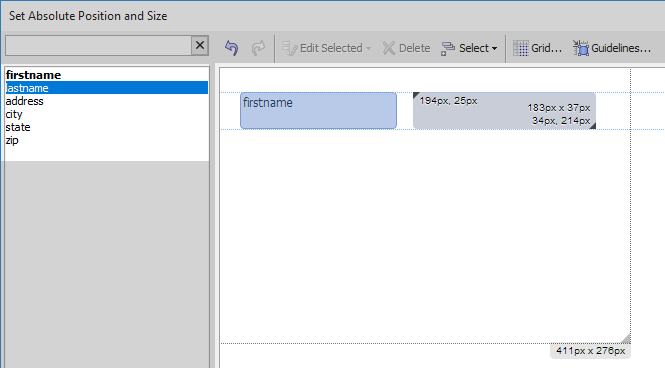 Set Absolute Position and Size
Edit Selected Delete Select Grid... Guidelines...
firstname
lastname
address
city
state
zip
firstname
194px, 25px
183px x 37px
34px, 214px
411px x 276px